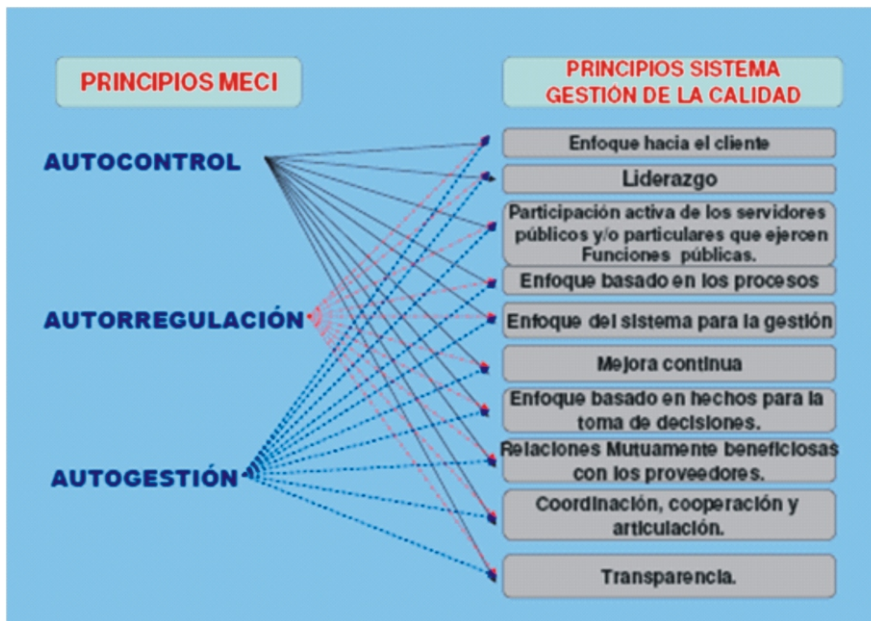 PRINCIPIOS MECI
AUTOCONTROL
AUTORREGULACIÓN
AUTOGESTIÓN
PRINCIPIOS SISTEMA
GESTIÓN DE LA CALIDAD
Enfoque hacia el cliente
Liderazgo
Participación activa de los servidores
públicos y/o particulares que ejercen
Funciones públicas.
Enfoque basado en los procesos
Enfoque del sistema para la gestión
Mejora continua
Enfoque basado en hechos para la
toma de decisiones.
Relaciones Mutuamente beneficiosas
con los proveedores.
Coordinación, cooperación y
articulación.
Transparencia.